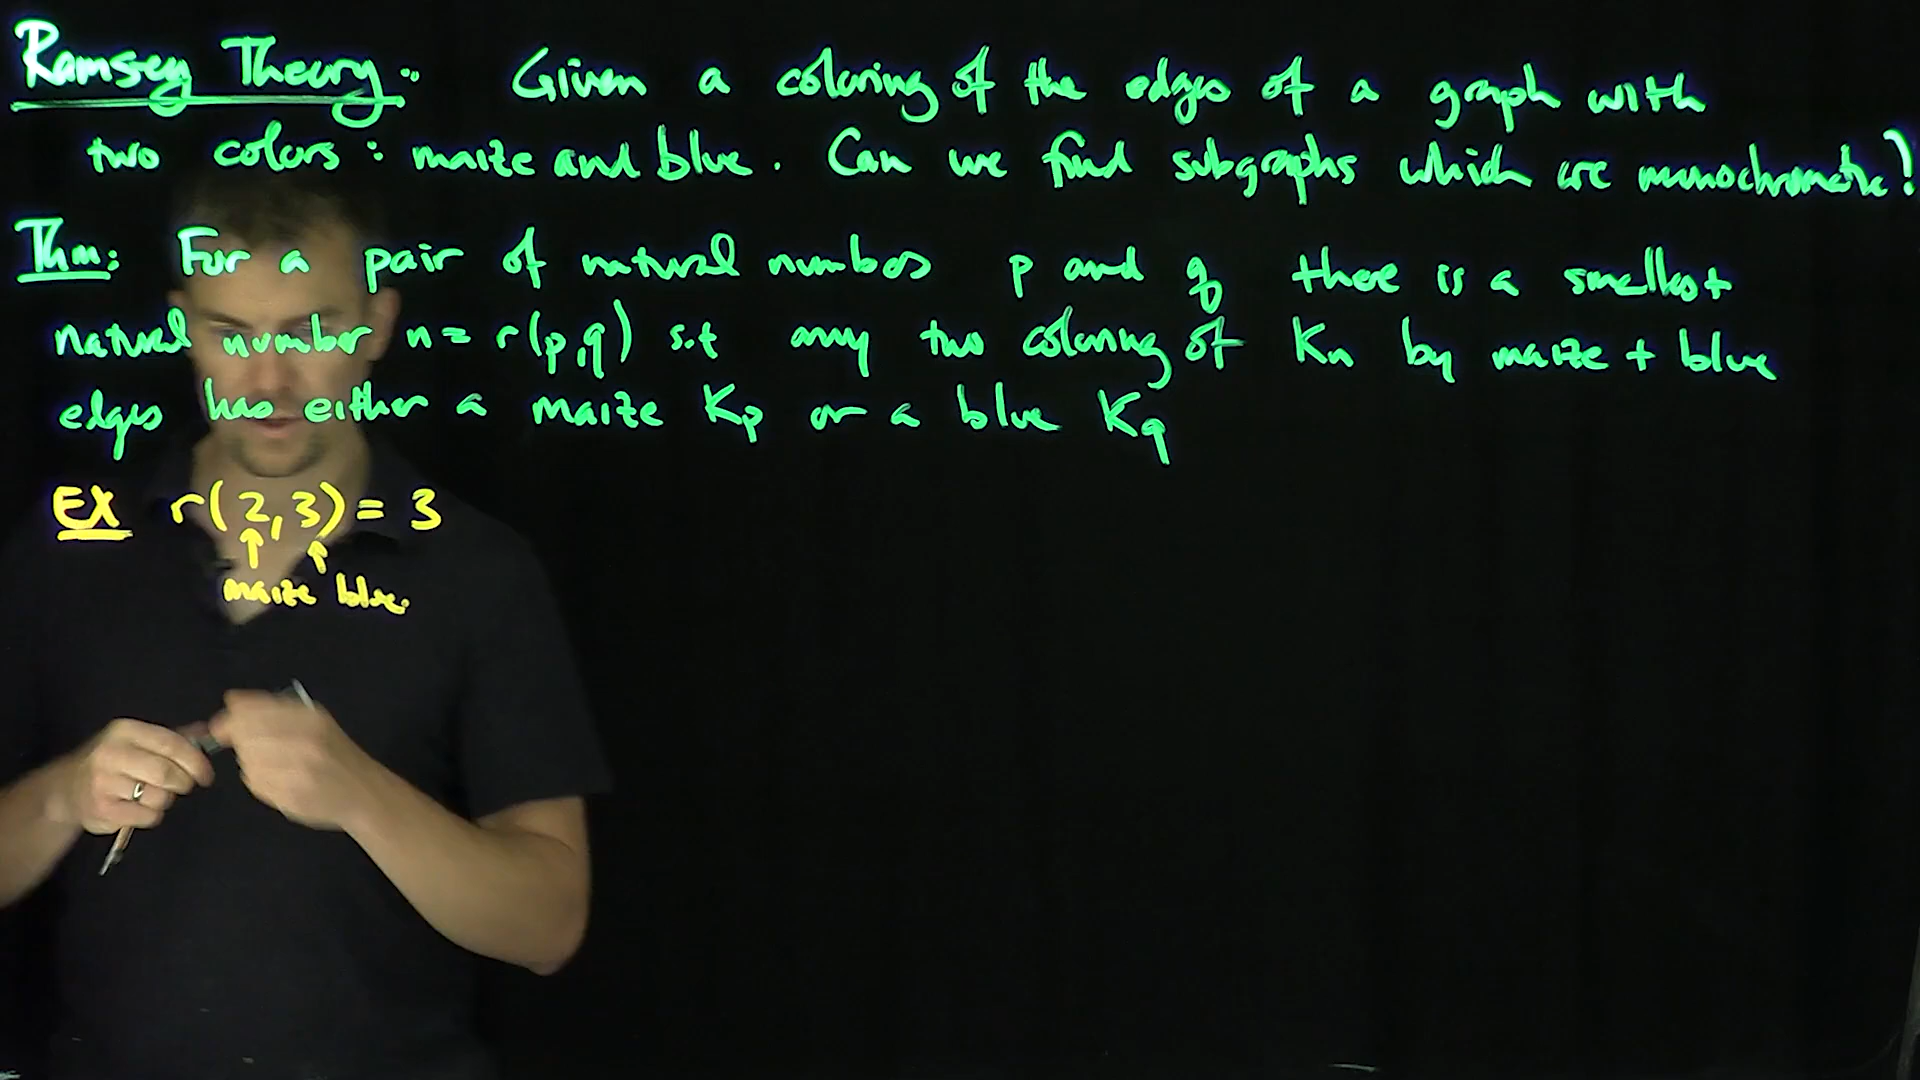 Ramsey Theory: Given a coloring of the edges of a graph with
two colors: maize and blue. Can we find subgraphs which are monochromatic?
Thm: For a pair of natural numbers p and q there is a smallest
natural number n = r(p,q) s.t any two coloring of Kn by maize + blue
edges has either a maize Kp or a blue Kq
EX r(2,3) = 3
↑ ↑
maize blue.